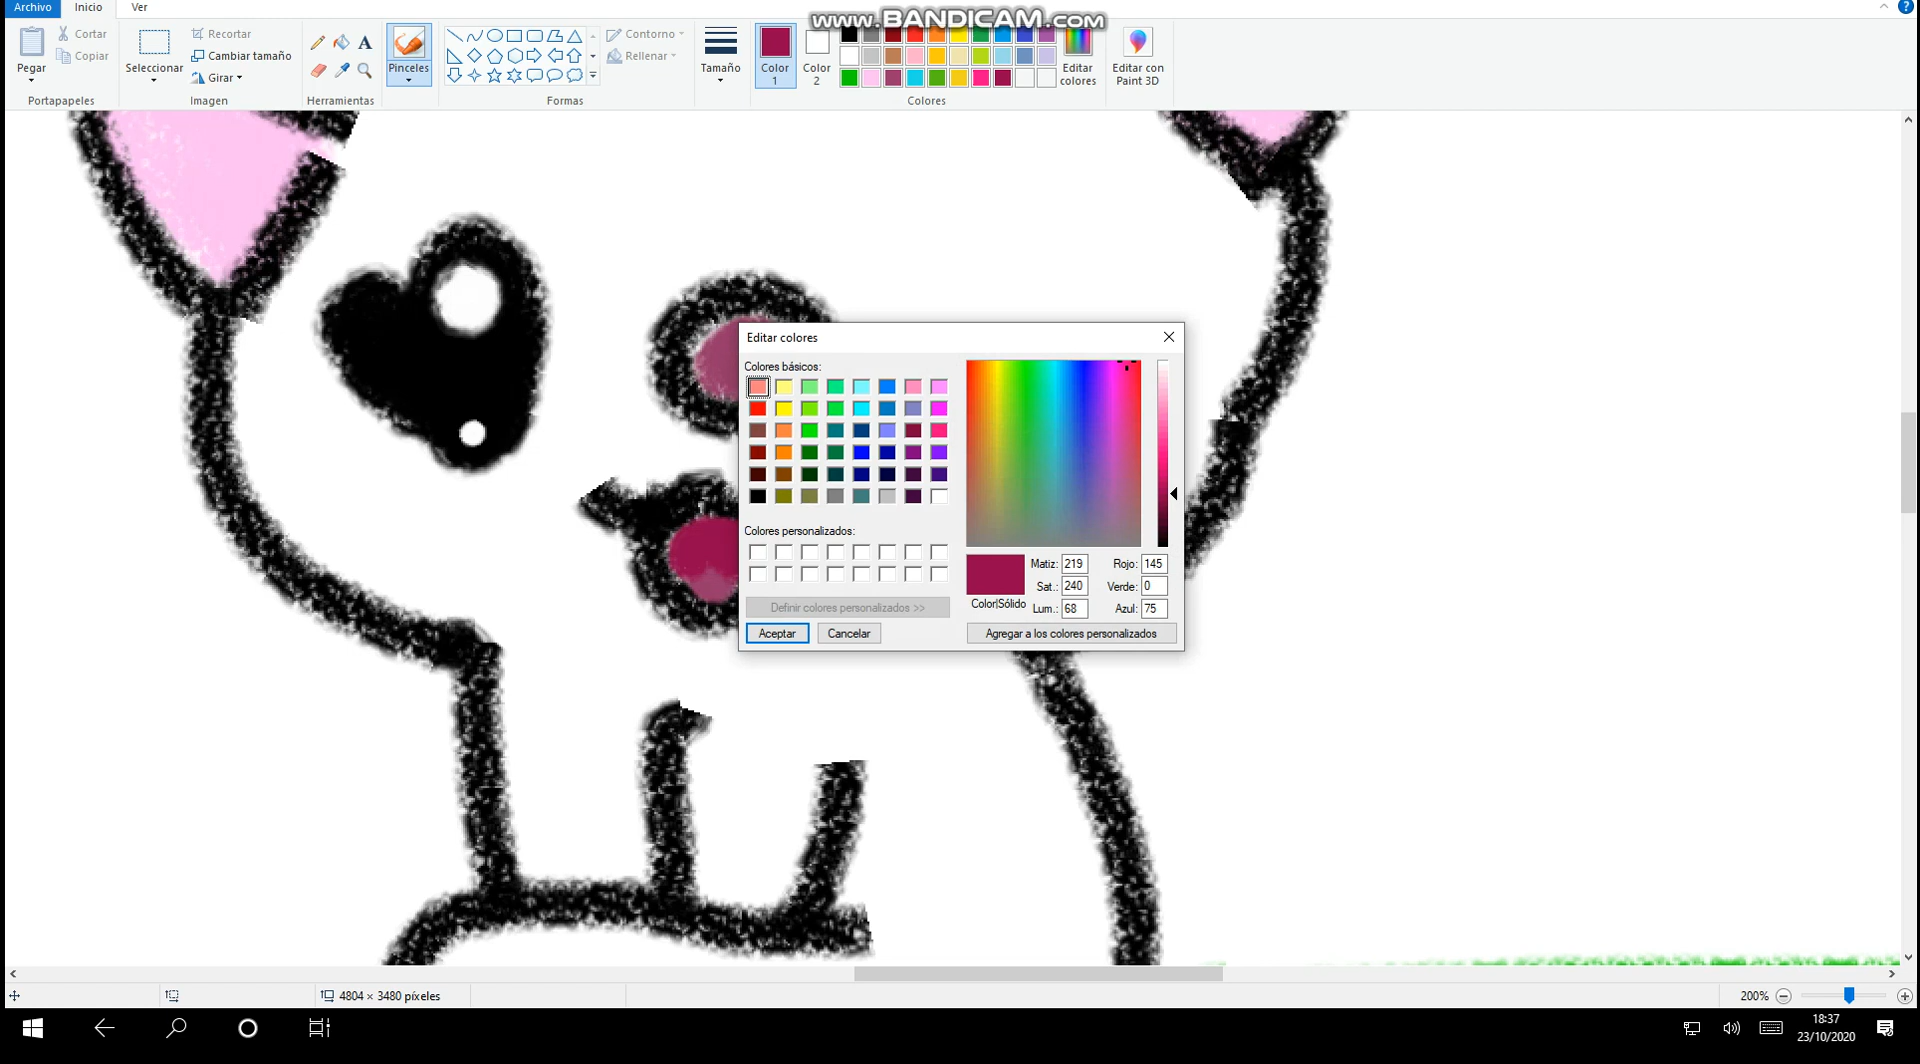 www.BANDICAM.com
Archivo Inicio Ver
Pegar
Cortar
Copiar
Portapapeles
Seleccionar
Recortar
Cambiar tamaño
Girar
Imagen
A
Herramientas
Pinceles
Contorno
Rellenar
Formas
Tamaño
Color 1
Color 2
Editar colores
Colores
Editar con Paint 3D
Editar colores
Colores básicos:
Colores personalizados:
Definir colores personalizados >>
Aceptar Cancelar
Color|Sólido
Matiz: 219 Rojo: 145
Sat.: 240 Verde: 0
Lum.: 68 Azul: 75
Agregar a los colores personalizados
4804 × 3480 píxeles
200%
18:37
23/10/2020